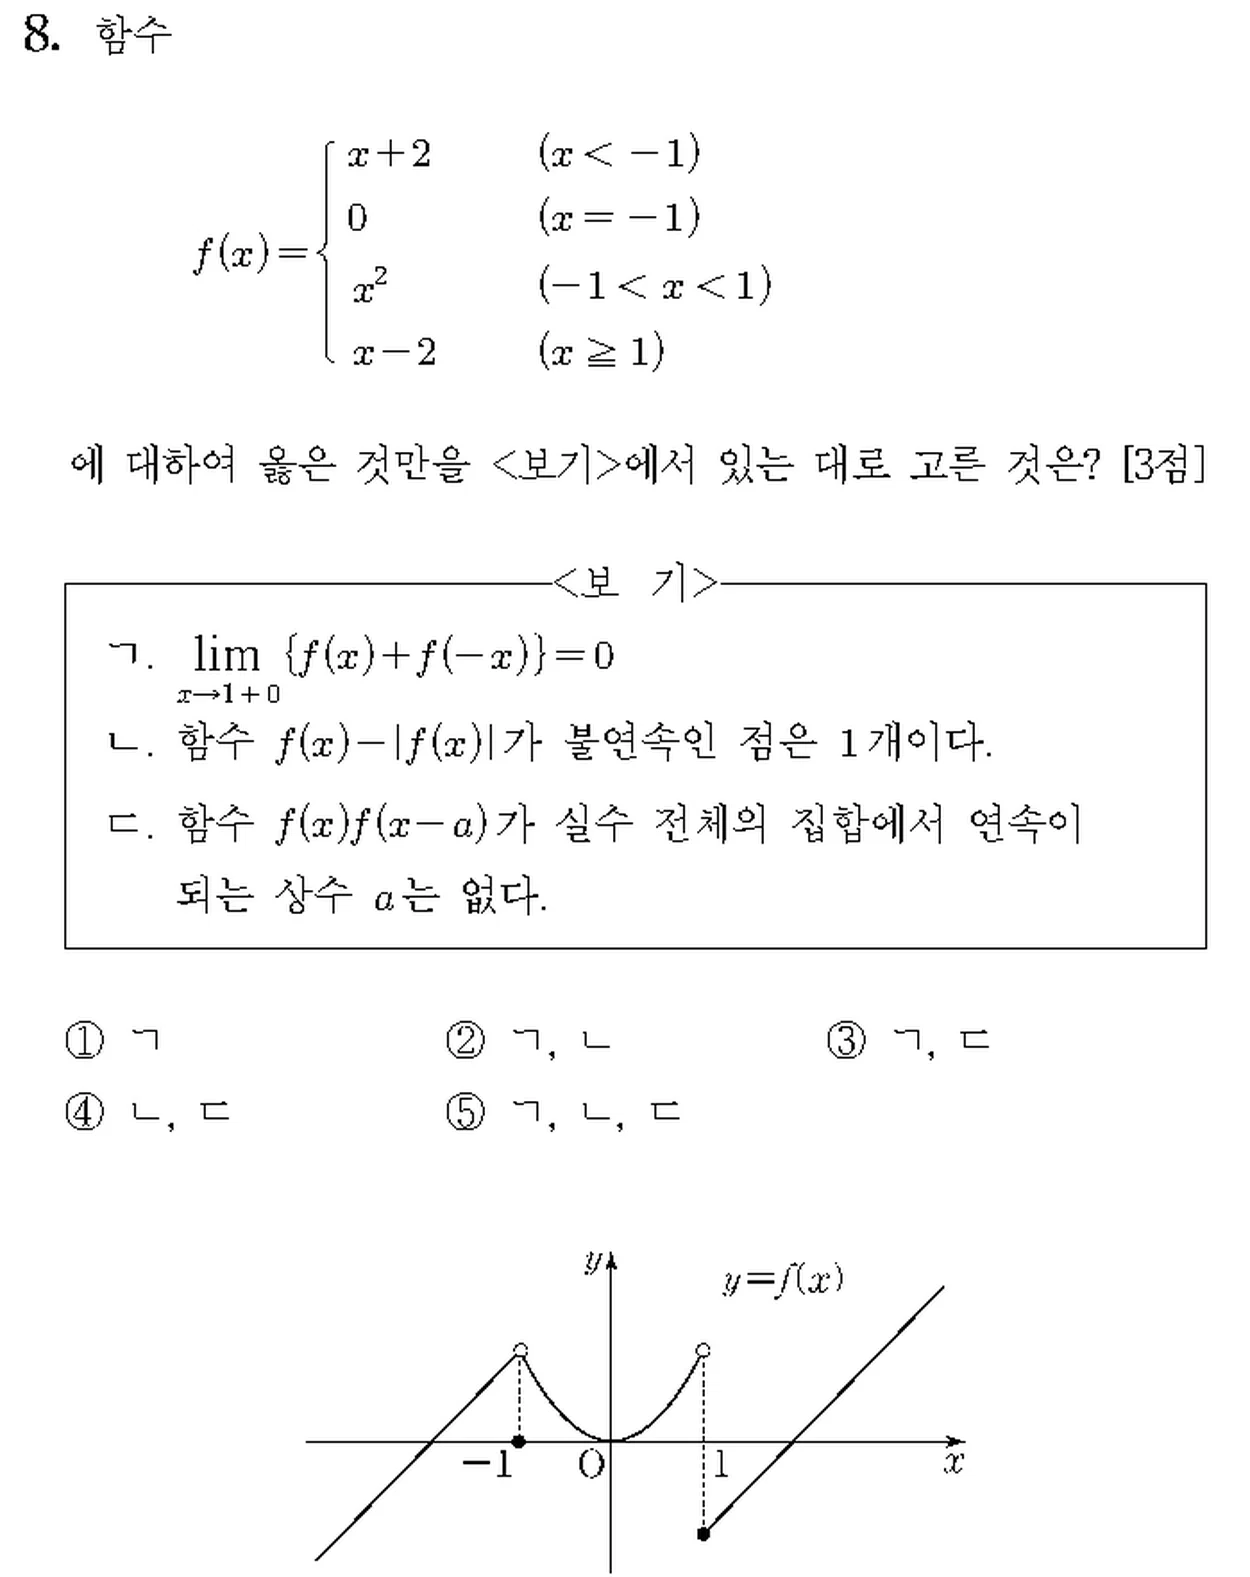 8. 함수
f(x) = { x+2 (x < −1)
0 (x = −1)
x² (−1 < x < 1)
x−2 (x ≧ 1)
에 대하여 옳은 것만을 <보기>에서 있는 대로 고른 것은? [3점]
<보 기>
ㄱ. lim {f(x)+f(−x)} = 0
x→1+0
ㄴ. 함수 f(x)−|f(x)|가 불연속인 점은 1개이다.
ㄷ. 함수 f(x)f(x−a)가 실수 전체의 집합에서 연속이
되는 상수 a는 없다.
① ㄱ ② ㄱ, ㄴ ③ ㄱ, ㄷ
④ ㄴ, ㄷ ⑤ ㄱ, ㄴ, ㄷ
y y=f(x)
−1 O 1 x